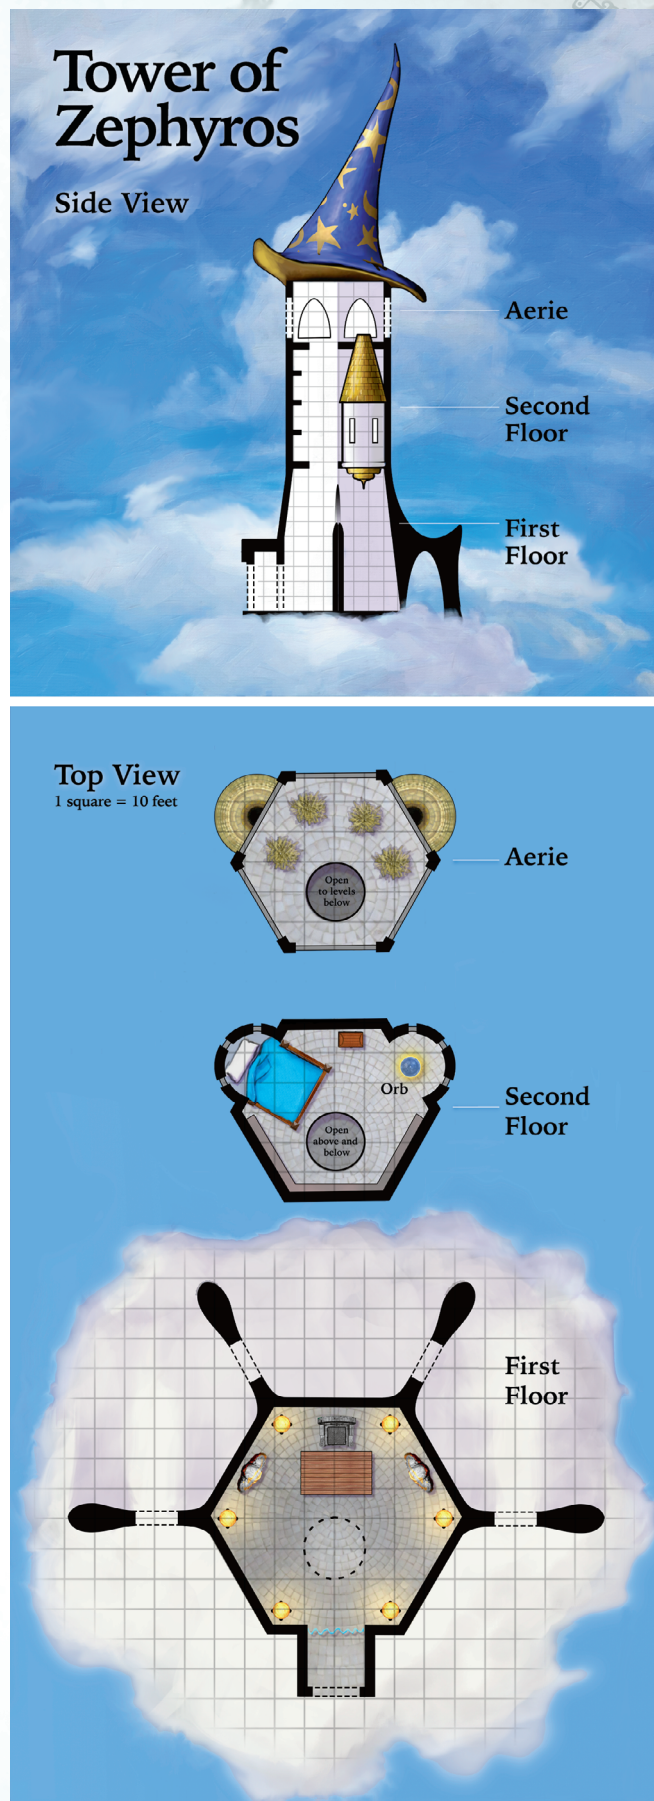 Tower of
Zephyros
Side View
Aerie
Second
Floor
First
Floor
Top View
1 square = 10 feet
Aerie
Open
to levels
below
Orb
Second
Floor
Open
above and
below
First
Floor